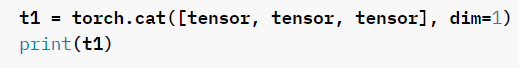 t1 = torch.cat([tensor, tensor, tensor], dim=1)
print(t1)